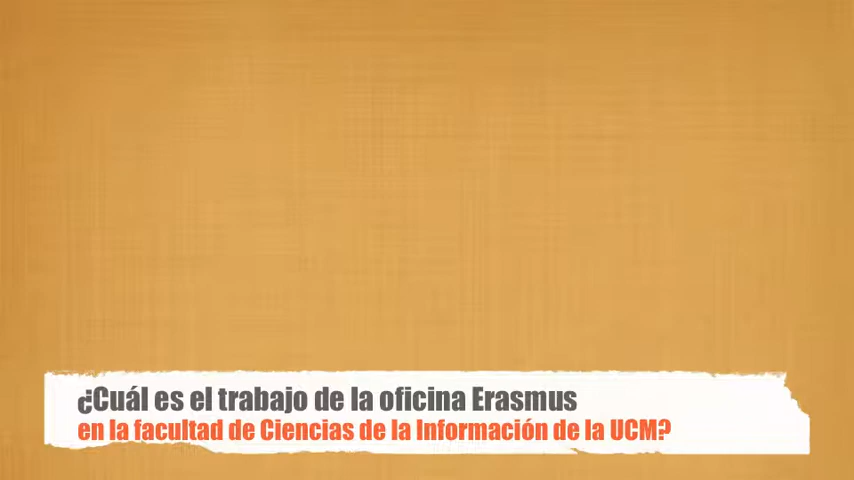 ¿Cuál es el trabajo de la oficina Erasmus
en la facultad de Ciencias de la Información de la UCM?